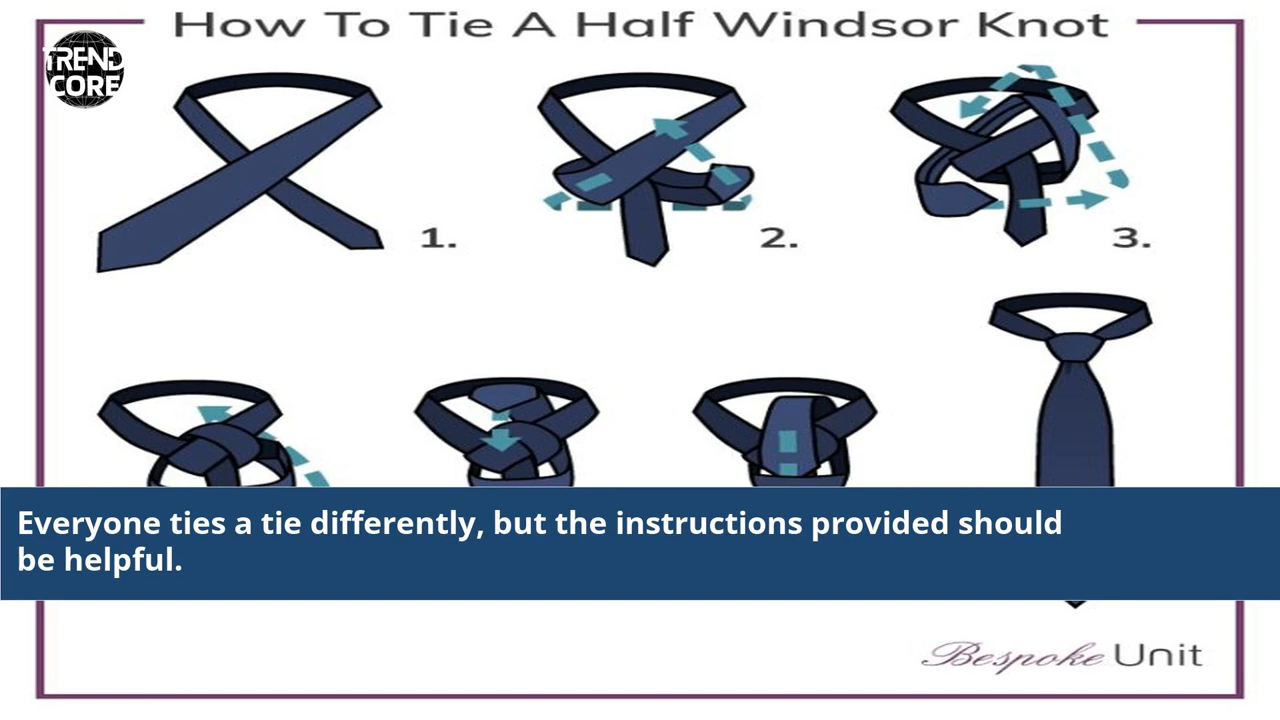 How To Tie A Half Windsor Knot
TREND
CORE
1.
2.
3.
Everyone ties a tie differently, but the instructions provided should
be helpful.
Bespoke Unit